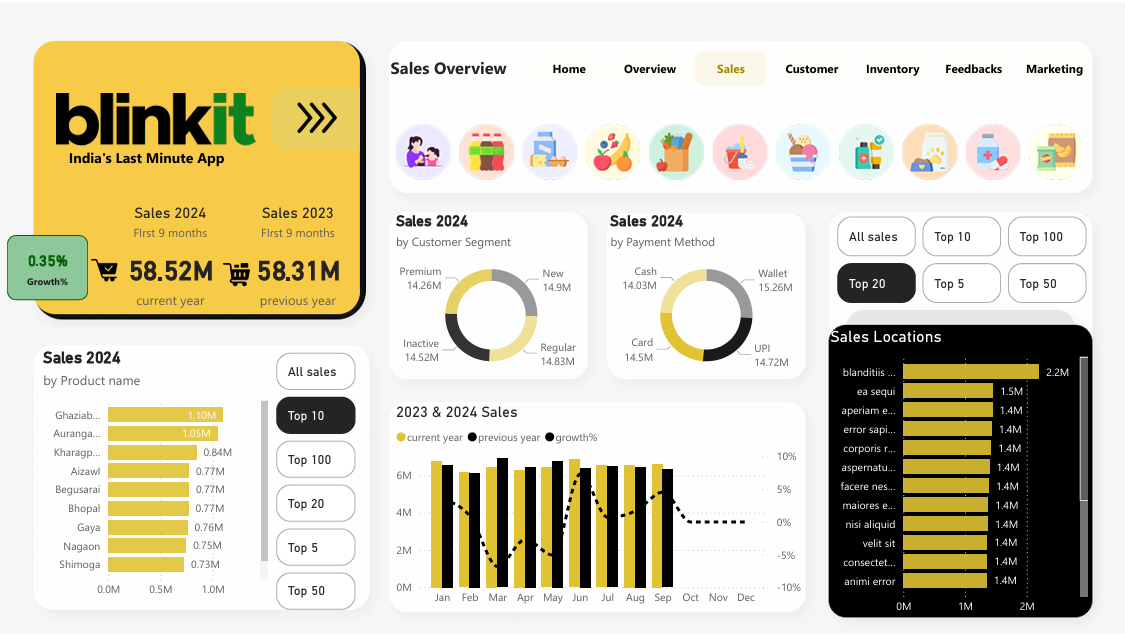 blinkit
India's Last Minute App
Sales 2024
FIrst 9 months
58.52M
current year
Sales 2023
FIrst 9 months
58.31M
previous year
0.35%
Growth%
Sales Overview
Home
Overview
Sales
Customer
Inventory
Feedbacks
Marketing
Sales 2024
by Customer Segment
Premium
14.26M
New
14.9M
Inactive
14.52M
Regular
14.83M
Sales 2024
by Payment Method
Cash
14.03M
Wallet
15.26M
Card
14.5M
UPI
14.72M
All sales
Top 10
Top 100
Top 20
Top 5
Top 50
Sales 2024
by Product name
Ghaziab... 1.10M
Auranga... 1.05M
Kharagp... 0.84M
Aizawl 0.77M
Begusarai 0.77M
Bhopal 0.77M
Gaya 0.76M
Nagaon 0.75M
Shimoga 0.73M
0.0M 0.5M 1.0M
All sales
Top 10
Top 100
Top 20
Top 5
Top 50
2023 & 2024 Sales
current year previous year growth%
6M
4M
2M
0M
10%
5%
0%
-5%
-10%
Jan Feb Mar Apr May Jun Jul Aug Sep Oct Nov Dec
Sales Locations
blanditiis ... 2.2M
ea sequi 1.5M
aperiam e... 1.4M
error sapi... 1.4M
corporis r... 1.4M
aspernatu... 1.4M
facere nes... 1.4M
maiores e... 1.4M
nisi aliquid 1.4M
velit sit 1.4M
consectet... 1.4M
animi error 1.4M
0M 1M 2M